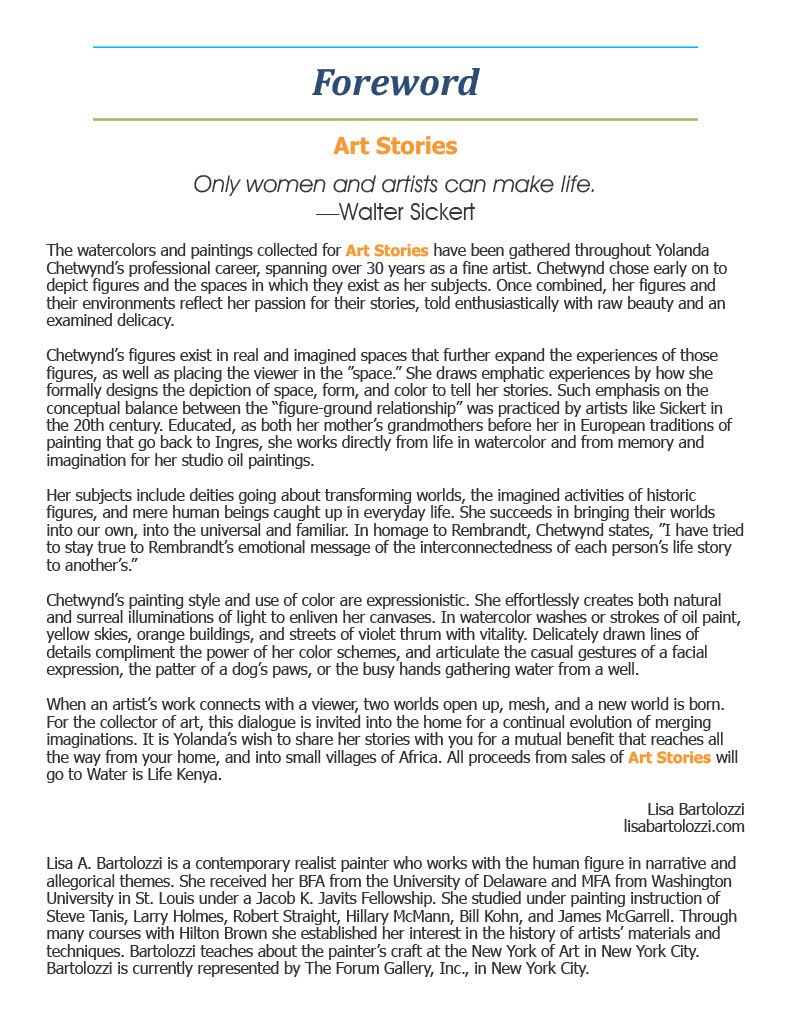 Foreword
Art Stories
Only women and artists can make life.
—Walter Sickert
The watercolors and paintings collected for Art Stories have been gathered throughout Yolanda
Chetwynd’s professional career, spanning over 30 years as a fine artist. Chetwynd chose early on to
depict figures and the spaces in which they exist as her subjects. Once combined, her figures and
their environments reflect her passion for their stories, told enthusiastically with raw beauty and an
examined delicacy.
Chetwynd’s figures exist in real and imagined spaces that further expand the experiences of those
figures, as well as placing the viewer in the ”space.” She draws emphatic experiences by how she
formally designs the depiction of space, form, and color to tell her stories. Such emphasis on the
conceptual balance between the “figure-ground relationship” was practiced by artists like Sickert in
the 20th century. Educated, as both her mother’s grandmothers before her in European traditions of
painting that go back to Ingres, she works directly from life in watercolor and from memory and
imagination for her studio oil paintings.
Her subjects include deities going about transforming worlds, the imagined activities of historic
figures, and mere human beings caught up in everyday life. She succeeds in bringing their worlds
into our own, into the universal and familiar. In homage to Rembrandt, Chetwynd states, ”I have tried
to stay true to Rembrandt’s emotional message of the interconnectedness of each person’s life story
to another’s.”
Chetwynd’s painting style and use of color are expressionistic. She effortlessly creates both natural
and surreal illuminations of light to enliven her canvases. In watercolor washes or strokes of oil paint,
yellow skies, orange buildings, and streets of violet thrum with vitality. Delicately drawn lines of
details compliment the power of her color schemes, and articulate the casual gestures of a facial
expression, the patter of a dog’s paws, or the busy hands gathering water from a well.
When an artist’s work connects with a viewer, two worlds open up, mesh, and a new world is born.
For the collector of art, this dialogue is invited into the home for a continual evolution of merging
imaginations. It is Yolanda’s wish to share her stories with you for a mutual benefit that reaches all
the way from your home, and into small villages of Africa. All proceeds from sales of Art Stories will
go to Water is Life Kenya.
Lisa Bartolozzi
lisabartolozzi.com
Lisa A. Bartolozzi is a contemporary realist painter who works with the human figure in narrative and
allegorical themes. She received her BFA from the University of Delaware and MFA from Washington
University in St. Louis under a Jacob K. Javits Fellowship. She studied under painting instruction of
Steve Tanis, Larry Holmes, Robert Straight, Hillary McMann, Bill Kohn, and James McGarrell. Through
many courses with Hilton Brown she established her interest in the history of artists’ materials and
techniques. Bartolozzi teaches about the painter’s craft at the New York of Art in New York City.
Bartolozzi is currently represented by The Forum Gallery, Inc., in New York City.